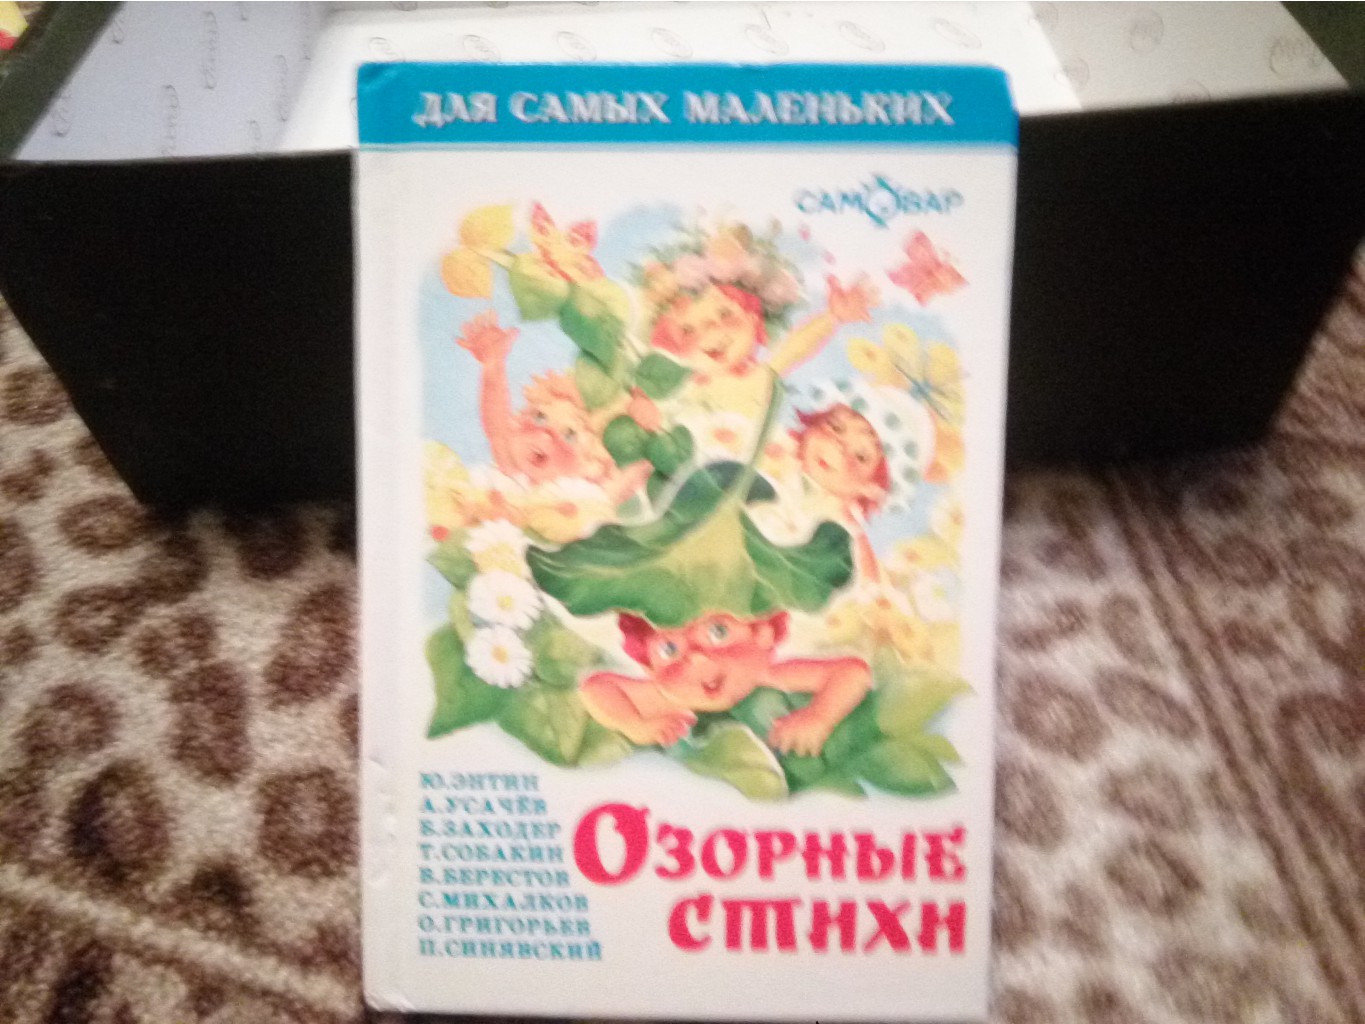 ДЛЯ САМЫХ МАЛЕНЬКИХ
САМОВАР
Ю.ЭНТИН
А.УСАЧЁВ
Б.ЗАХОДЕР
Т.СОБАКИН
В.БЕРЕСТОВ
С.МИХАЛКОВ
О.ГРИГОРЬЕВ
П.СИНЯВСКИЙ
ОЗОРНЫЕ
СТИХИ